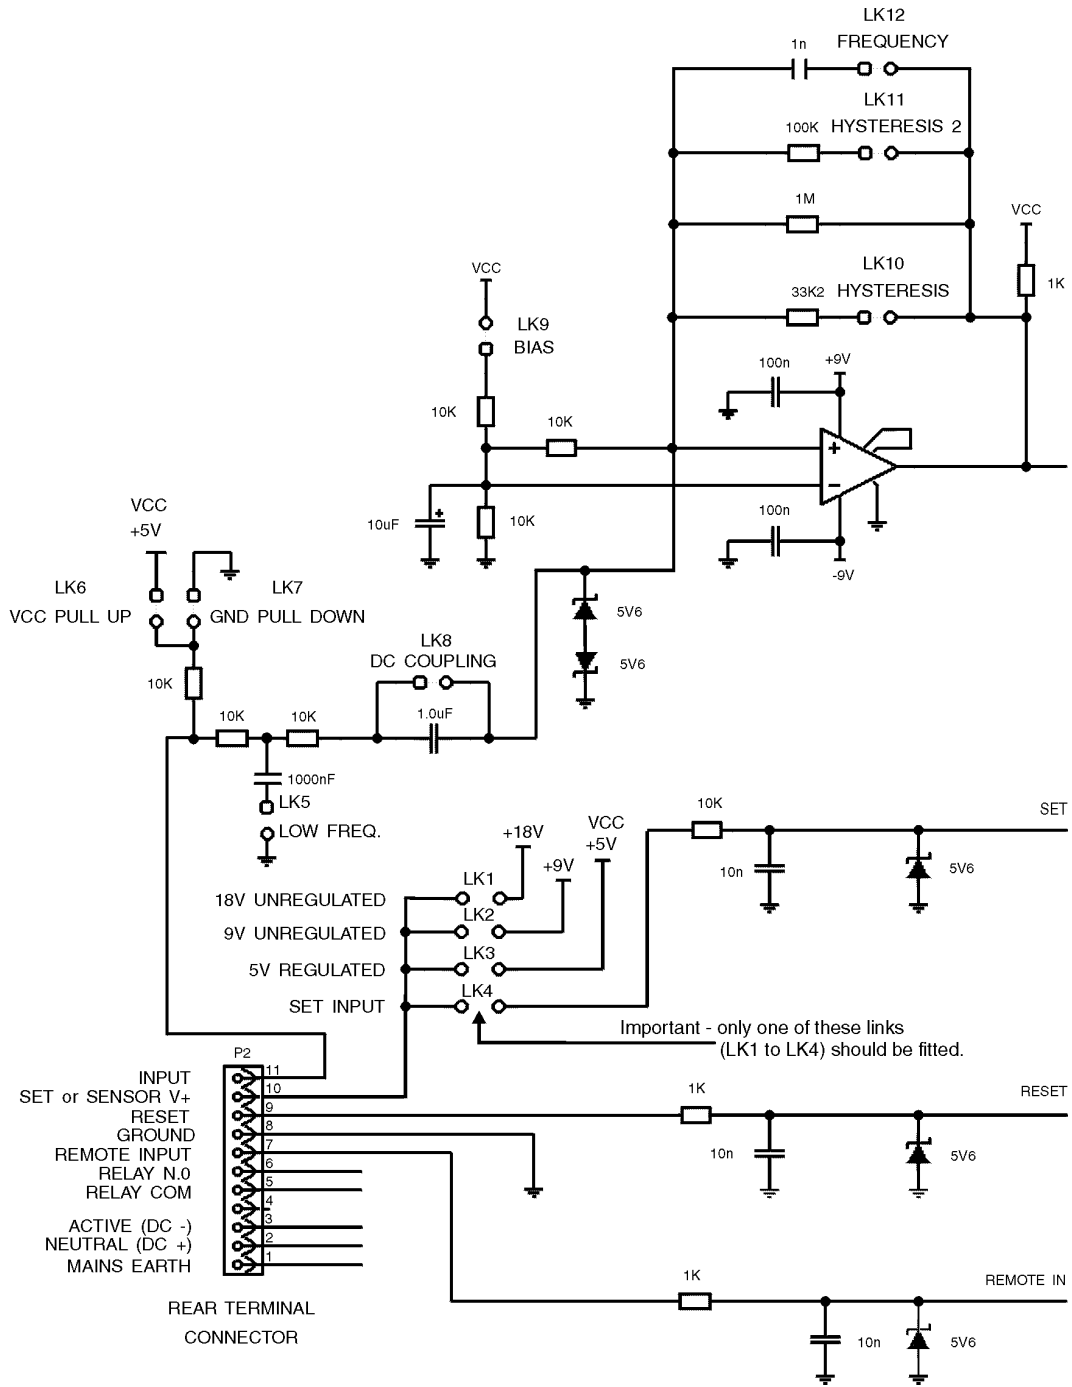 LK12
FREQUENCY
1n
LK11
HYSTERESIS 2
100K
1M
VCC
1K
LK10
HYSTERESIS
33K2
VCC
LK9
BIAS
10K
10K
100n
+9V
+
−
10uF
+
10K
100n
-9V
VCC
+5V
LK6
VCC PULL UP
LK7
GND PULL DOWN
10K
5V6
5V6
LK8
DC COUPLING
1.0uF
10K
10K
1000nF
LK5
LOW FREQ.
10K
SET
10n
5V6
+18V
+9V
VCC
+5V
18V UNREGULATED
LK1
9V UNREGULATED
LK2
5V REGULATED
LK3
SET INPUT
LK4
Important - only one of these links
(LK1 to LK4) should be fitted.
P2
INPUT 11
SET or SENSOR V+ 10
RESET 9
GROUND 8
REMOTE INPUT 7
RELAY N.0 6
RELAY COM 5
4
ACTIVE (DC -) 3
NEUTRAL (DC +) 2
MAINS EARTH 1
REAR TERMINAL
CONNECTOR
1K
RESET
10n
5V6
1K
REMOTE IN
10n
5V6